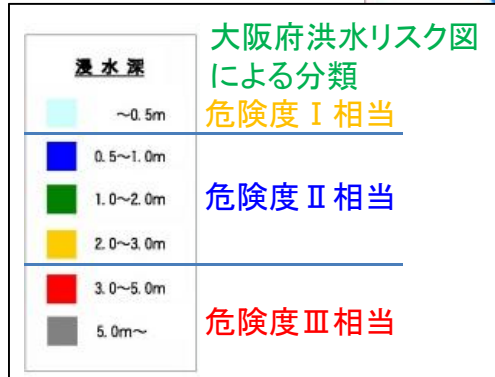 大阪府洪水リスク図
による分類
浸水深
～0.5m
危険度Ⅰ相当
0.5～1.0m
1.0～2.0m
危険度Ⅱ相当
2.0～3.0m
3.0～5.0m
5.0m～
危険度Ⅲ相当